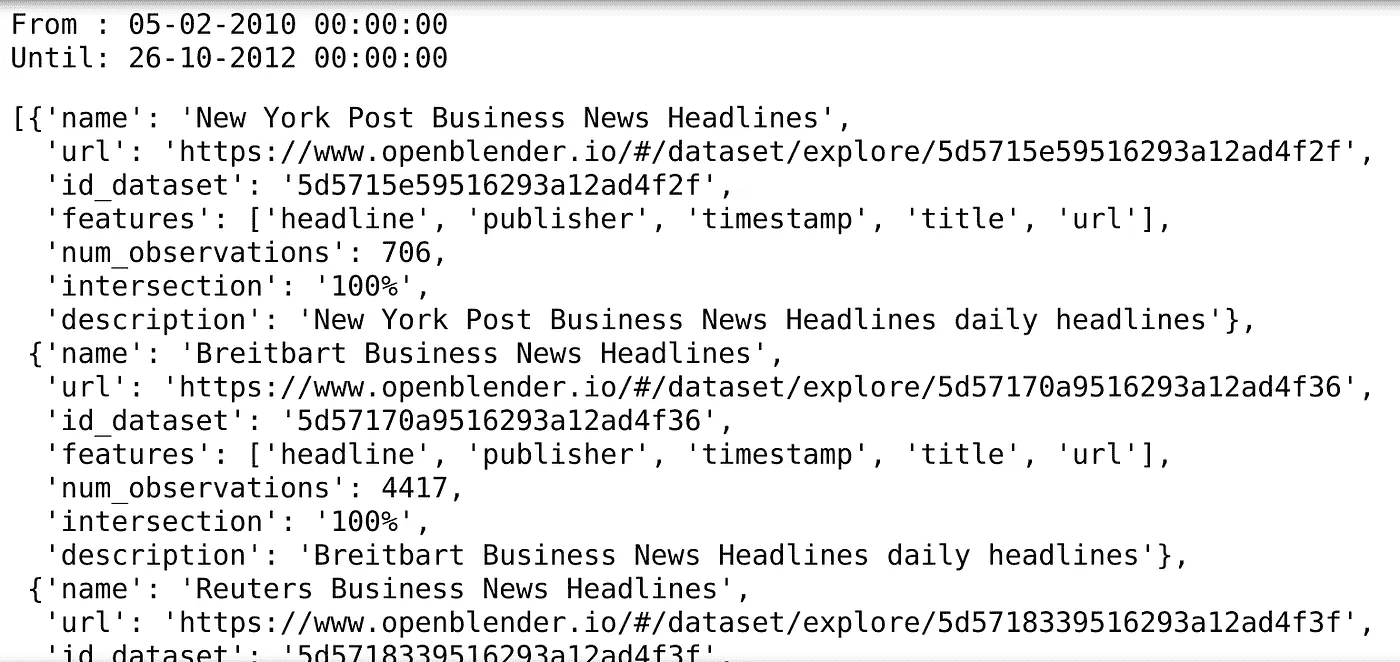 From : 05-02-2010 00:00:00
Until: 26-10-2012 00:00:00
[{'name': 'New York Post Business News Headlines',
'url': 'https://www.openblender.io/#/dataset/explore/5d5715e59516293a12ad4f2f',
'id_dataset': '5d5715e59516293a12ad4f2f',
'features': ['headline', 'publisher', 'timestamp', 'title', 'url'],
'num_observations': 706,
'intersection': '100%',
'description': 'New York Post Business News Headlines daily headlines'},
{'name': 'Breitbart Business News Headlines',
'url': 'https://www.openblender.io/#/dataset/explore/5d57170a9516293a12ad4f36',
'id_dataset': '5d57170a9516293a12ad4f36',
'features': ['headline', 'publisher', 'timestamp', 'title', 'url'],
'num_observations': 4417,
'intersection': '100%',
'description': 'Breitbart Business News Headlines daily headlines'},
{'name': 'Reuters Business News Headlines',
'url': 'https://www.openblender.io/#/dataset/explore/5d5718339516293a12ad4f3f',
'id_dataset': '5d5718339516293a12ad4f3f',